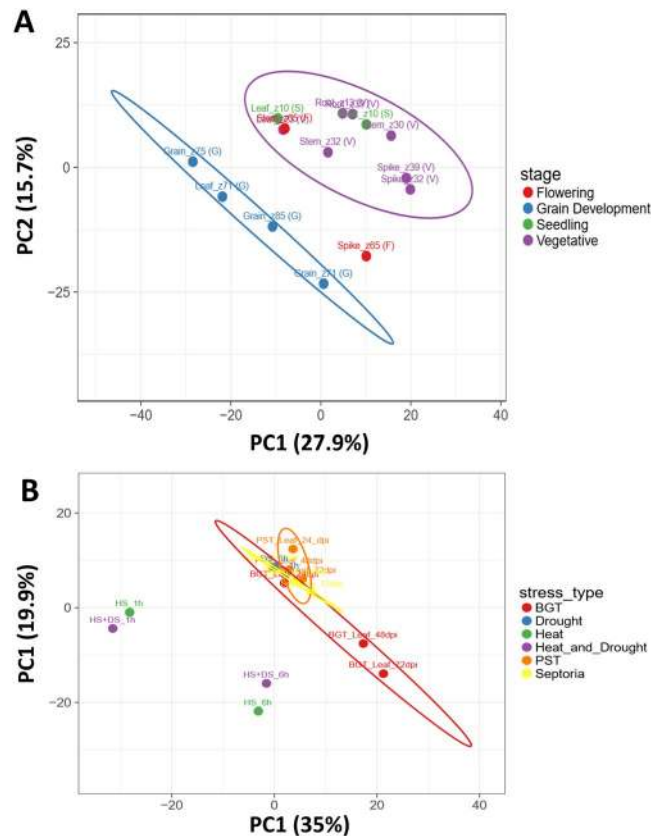 A
25
Leaf_z10 (S)
_z10 (S)
Stem_z32 (V)
Spike_z39 (V)
Grain_z75 (G)
Leaf_z71 (G)
Grain_z85 (G)
Spike_z65 (F)
Grain_z71 (G)
0
−25
PC2 (15.7%)
−40
−20
0
20
40
PC1 (27.9%)
stage
Flowering
Grain Development
Seedling
Vegetative
B
20
PST_Leaf_24_dpi
HS_1h
HS+DS_1h
0
BGT_Leaf_48dpi
BGT_Leaf_72dpi
HS+DS_6h
HS_6h
−20
PC1 (19.9%)
−20
0
20
40
PC1 (35%)
stress_type
BGT
Drought
Heat
Heat_and_Drought
PST
Septoria